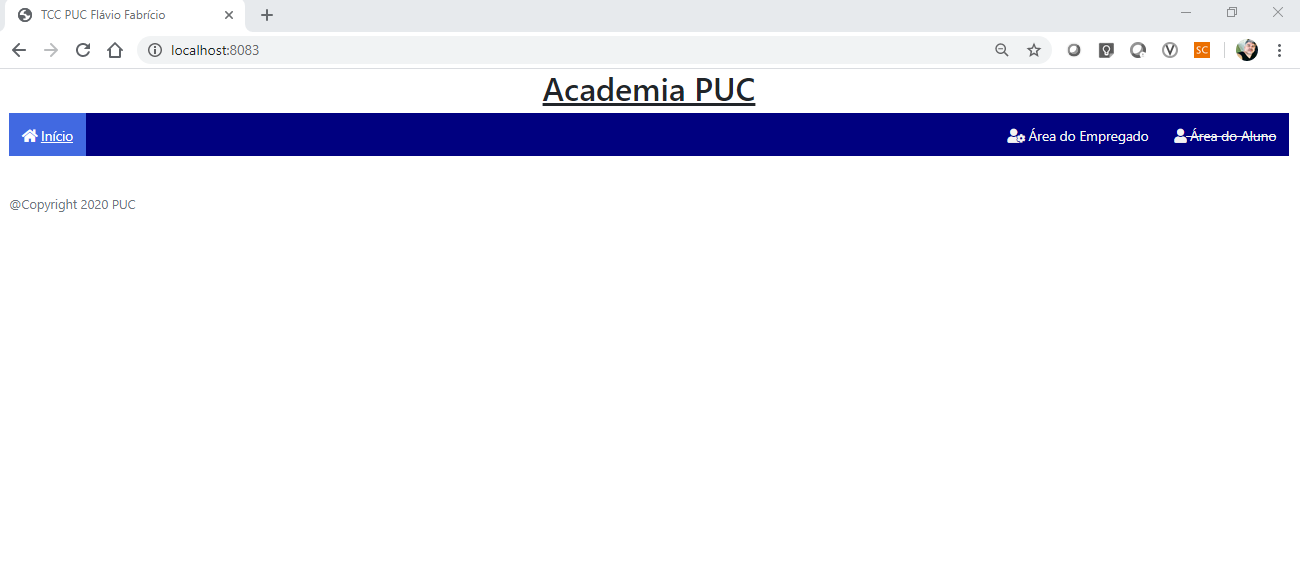 TCC PUC Flávio Fabrício
localhost:8083
SC
Academia PUC
Início Área do Empregado Área do Aluno
@Copyright 2020 PUC